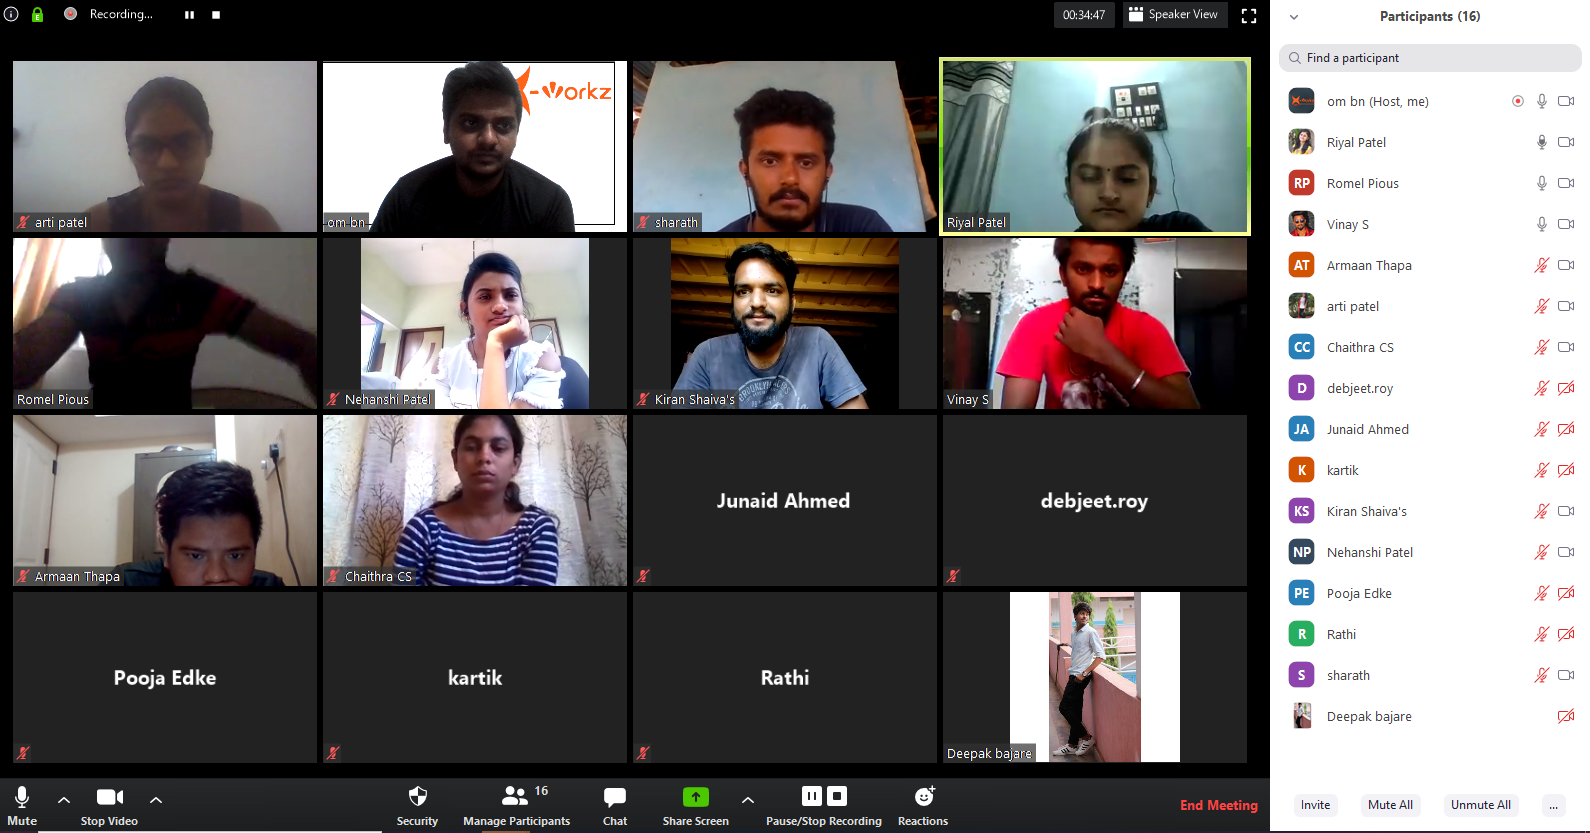 Recording...
00:34:47
Speaker View
-Workz
arti patel
om bn
sharath
Riyal Patel
Romel Pious
Nehanshi Patel
Kiran Shaiva's
Vinay S
Armaan Thapa
Chaithra CS
Junaid Ahmed
debjeet.roy
Pooja Edke
kartik
Rathi
Deepak bajare
Mute
Stop Video
Security
16
Manage Participants
Chat
Share Screen
Pause/Stop Recording
Reactions
End Meeting
Participants (16)
Find a participant
om bn (Host, me)
Riyal Patel
RP Romel Pious
Vinay S
AT Armaan Thapa
arti patel
CC Chaithra CS
D debjeet.roy
JA Junaid Ahmed
K kartik
KS Kiran Shaiva's
NP Nehanshi Patel
PE Pooja Edke
R Rathi
S sharath
Deepak bajare
Invite
Mute All
Unmute All
...